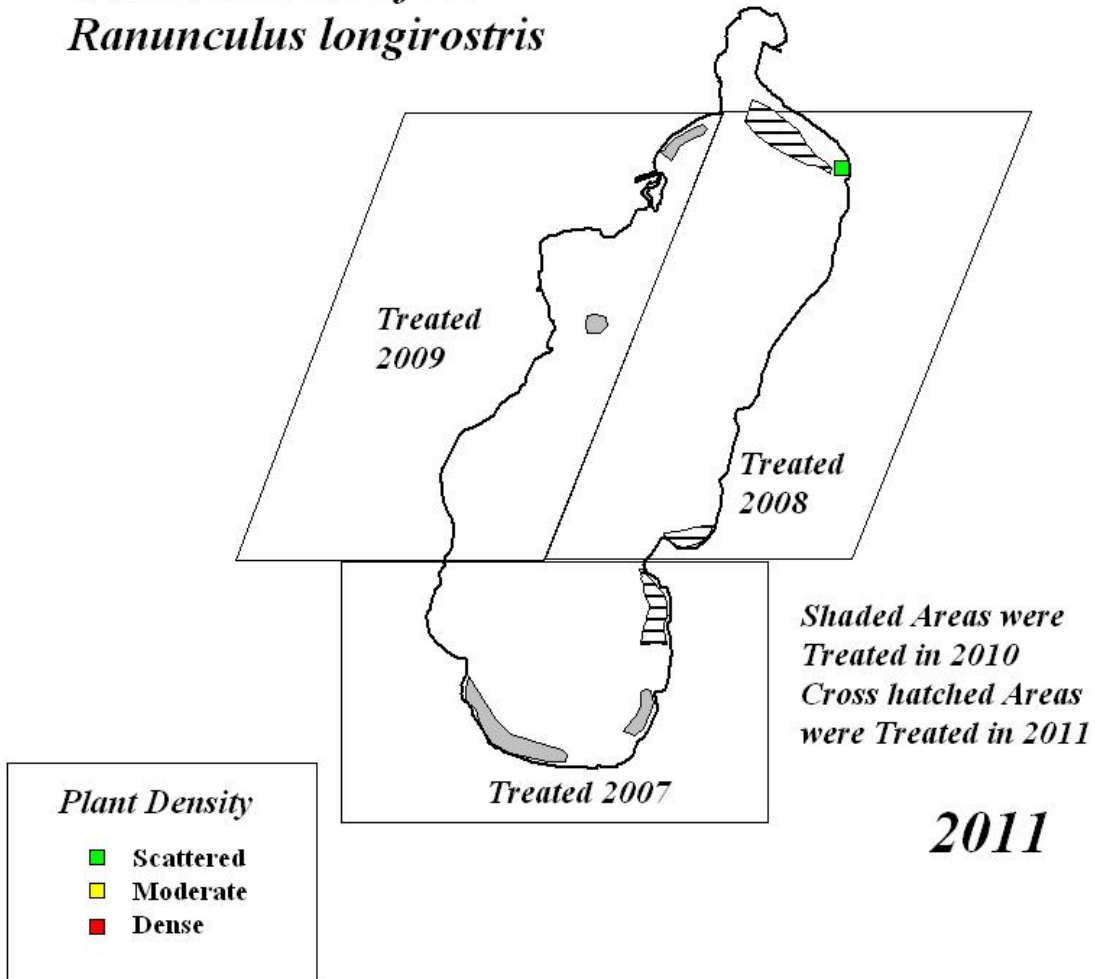 Ranunculus longirostris
Treated
2009
Treated
2008
Shaded Areas were
Treated in 2010
Cross hatched Areas
were Treated in 2011
Treated 2007
2011
Plant Density
Scattered
Moderate
Dense